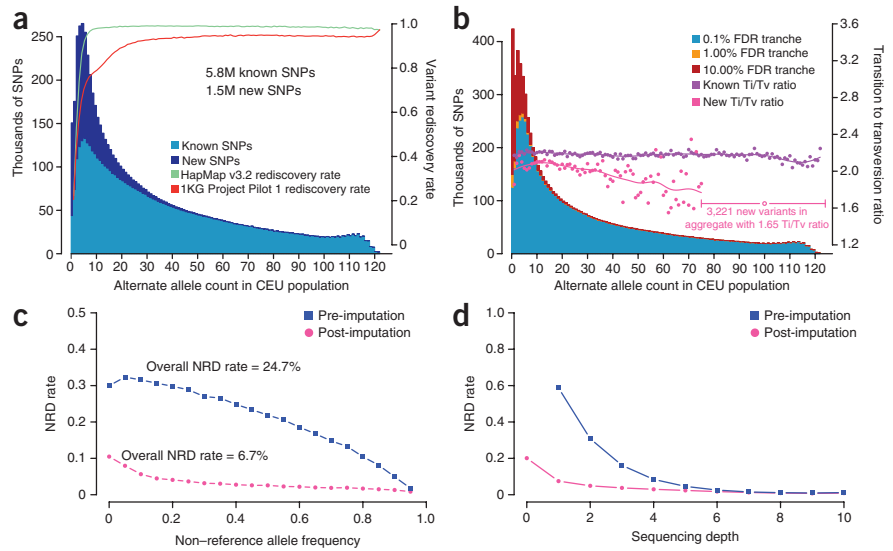 a
Thousands of SNPs
250
200
150
100
50
0
5.8M known SNPs
1.5M new SNPs
Known SNPs
New SNPs
HapMap v3.2 rediscovery rate
1KG Project Pilot 1 rediscovery rate
1.0
0.8
0.6
0.4
0.2
0
Variant rediscovery rate
0 10 20 30 40 50 60 70 80 90 100 110 120
Alternate allele count in CEU population
b
Thousands of SNPs
400
300
200
100
0
0.1% FDR tranche
1.00% FDR tranche
10.00% FDR tranche
Known Ti/Tv ratio
New Ti/Tv ratio
3,221 new variants in
aggregate with 1.65 Ti/Tv ratio
3.6
3.2
2.8
2.6
2.0
1.6
1.2
Transition to transversion ratio
0 10 20 30 40 50 60 70 80 90 100 110 120
Alternate allele count in CEU population
c
NRD rate
0.5
0.4
0.3
0.2
0.1
0
Pre-imputation
Post-imputation
Overall NRD rate = 24.7%
Overall NRD rate = 6.7%
0 0.2 0.4 0.6 0.8 1.0
Non–reference allele frequency
d
NRD rate
1.0
0.8
0.6
0.4
0.2
0
Pre-imputation
Post-imputation
0 2 4 6 8 10
Sequencing depth